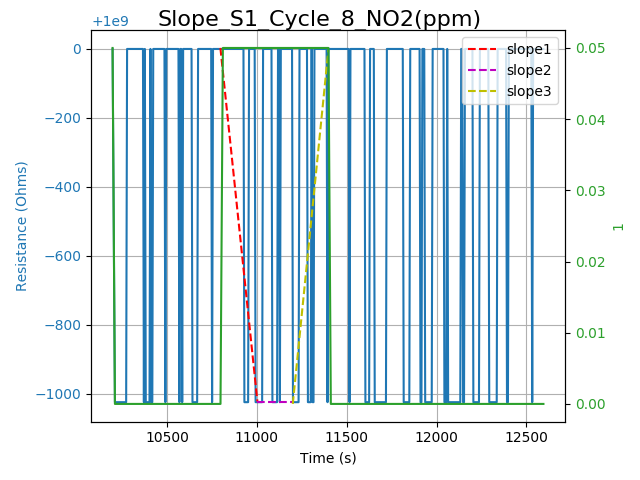 Slope_S1_Cycle_8_NO2(ppm)
+1e9
0
−200
−400
−600
−800
−1000
Resistance (Ohms)
slope1
slope2
slope3
0.05
0.04
0.03
0.02
0.01
0.00
1
10500
11000
11500
12000
12500
Time (s)